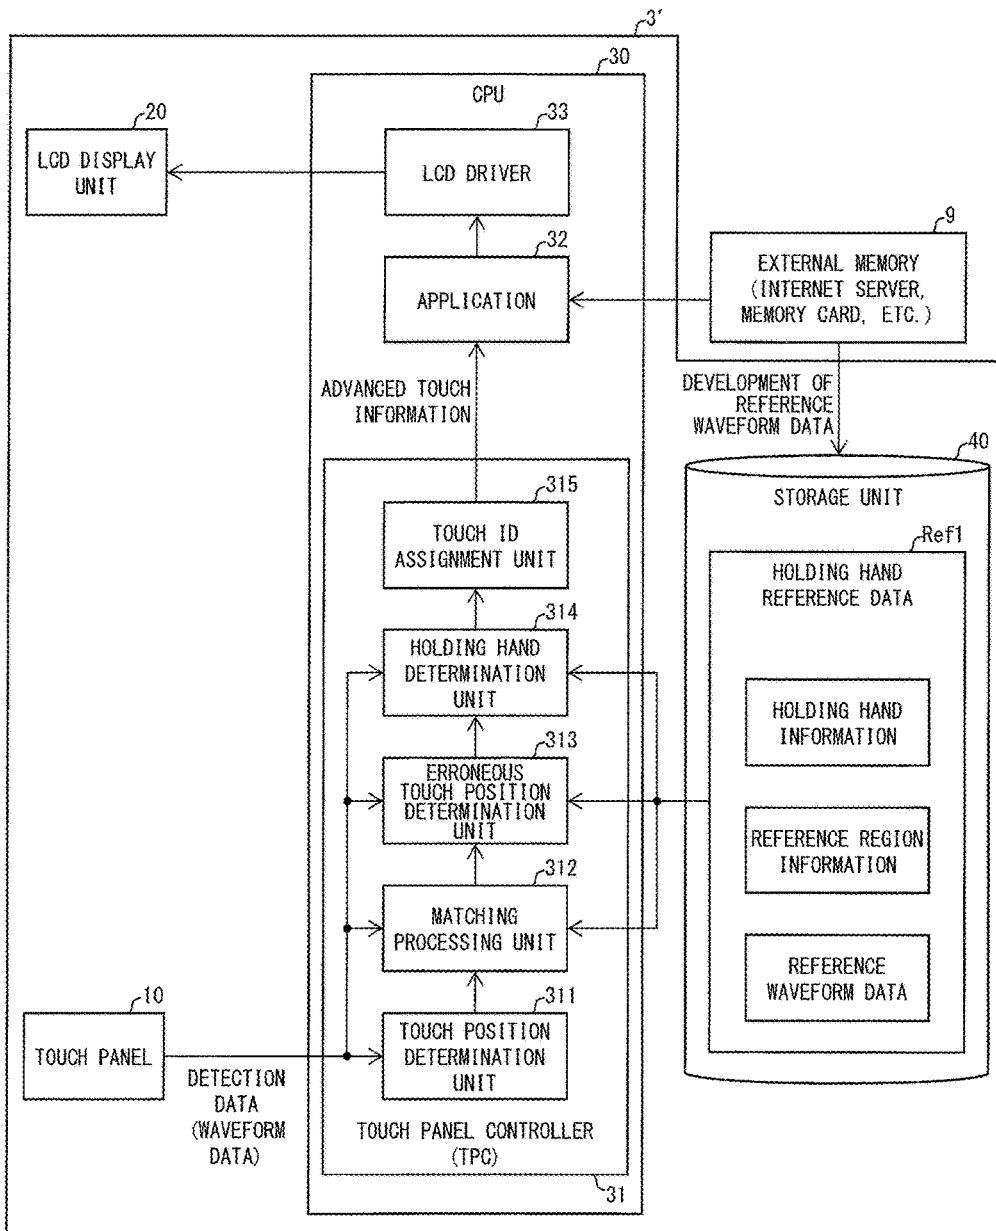 3'
30
CPU
20
33
LCD DISPLAY
UNIT
LCD DRIVER
32
9
APPLICATION
EXTERNAL MEMORY
(INTERNET SERVER,
MEMORY CARD, ETC.)
ADVANCED TOUCH
INFORMATION
DEVELOPMENT OF
REFERENCE
WAVEFORM DATA
40
STORAGE UNIT
315
TOUCH ID
ASSIGNMENT UNIT
Ref1
HOLDING HAND
REFERENCE DATA
314
HOLDING HAND
DETERMINATION
UNIT
HOLDING HAND
INFORMATION
313
ERRONEOUS
TOUCH POSITION
DETERMINATION
UNIT
REFERENCE REGION
INFORMATION
312
MATCHING
PROCESSING UNIT
REFERENCE
WAVEFORM DATA
10
311
TOUCH PANEL
TOUCH POSITION
DETERMINATION
UNIT
DETECTION
DATA
(WAVEFORM
DATA)
TOUCH PANEL CONTROLLER
(TPC)
31